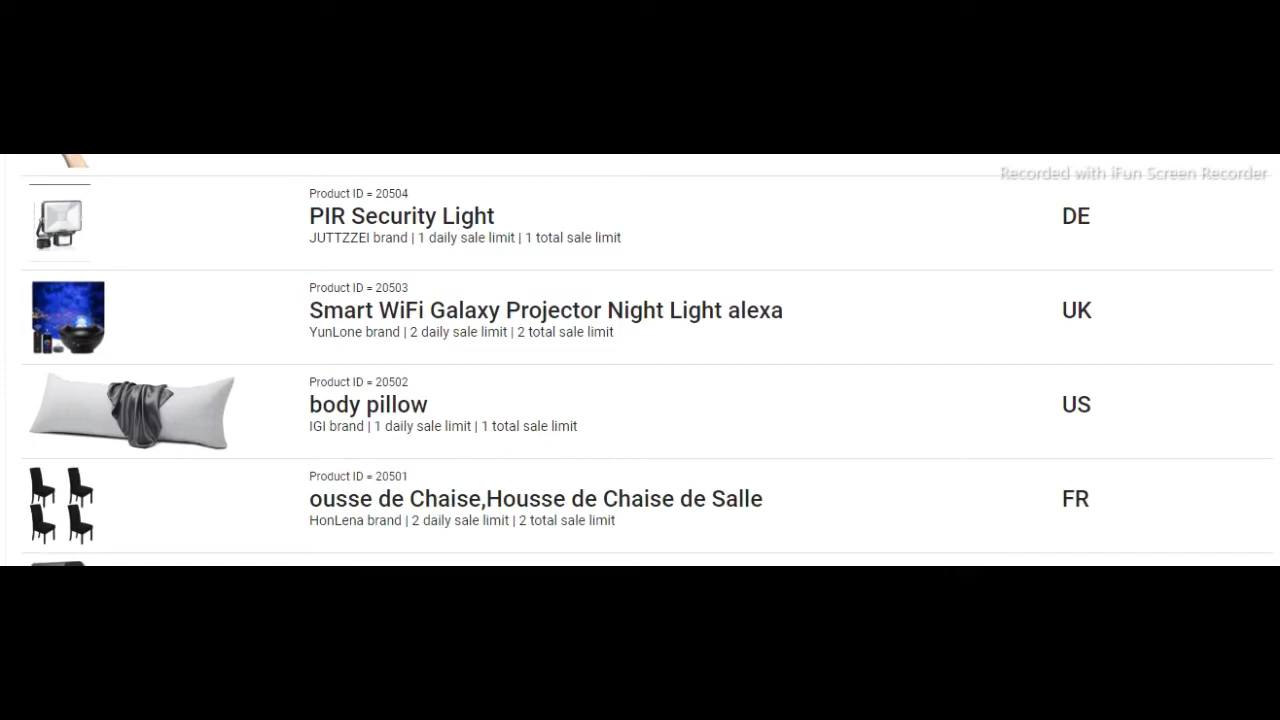 Recorded with iFun Screen Recorder
Product ID = 20504
PIR Security Light
DE
JUTTZZEI brand | 1 daily sale limit | 1 total sale limit
Product ID = 20503
Smart WiFi Galaxy Projector Night Light alexa
UK
YunLone brand | 2 daily sale limit | 2 total sale limit
Product ID = 20502
body pillow
US
IGI brand | 1 daily sale limit | 1 total sale limit
Product ID = 20501
ousse de Chaise,Housse de Chaise de Salle
FR
HonLena brand | 2 daily sale limit | 2 total sale limit